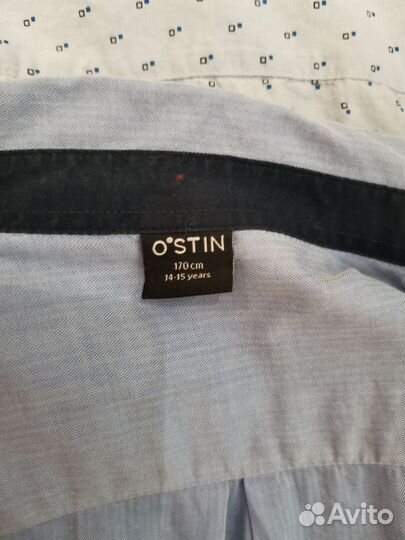 O'STIN
170 cm
14-15 years
Avito